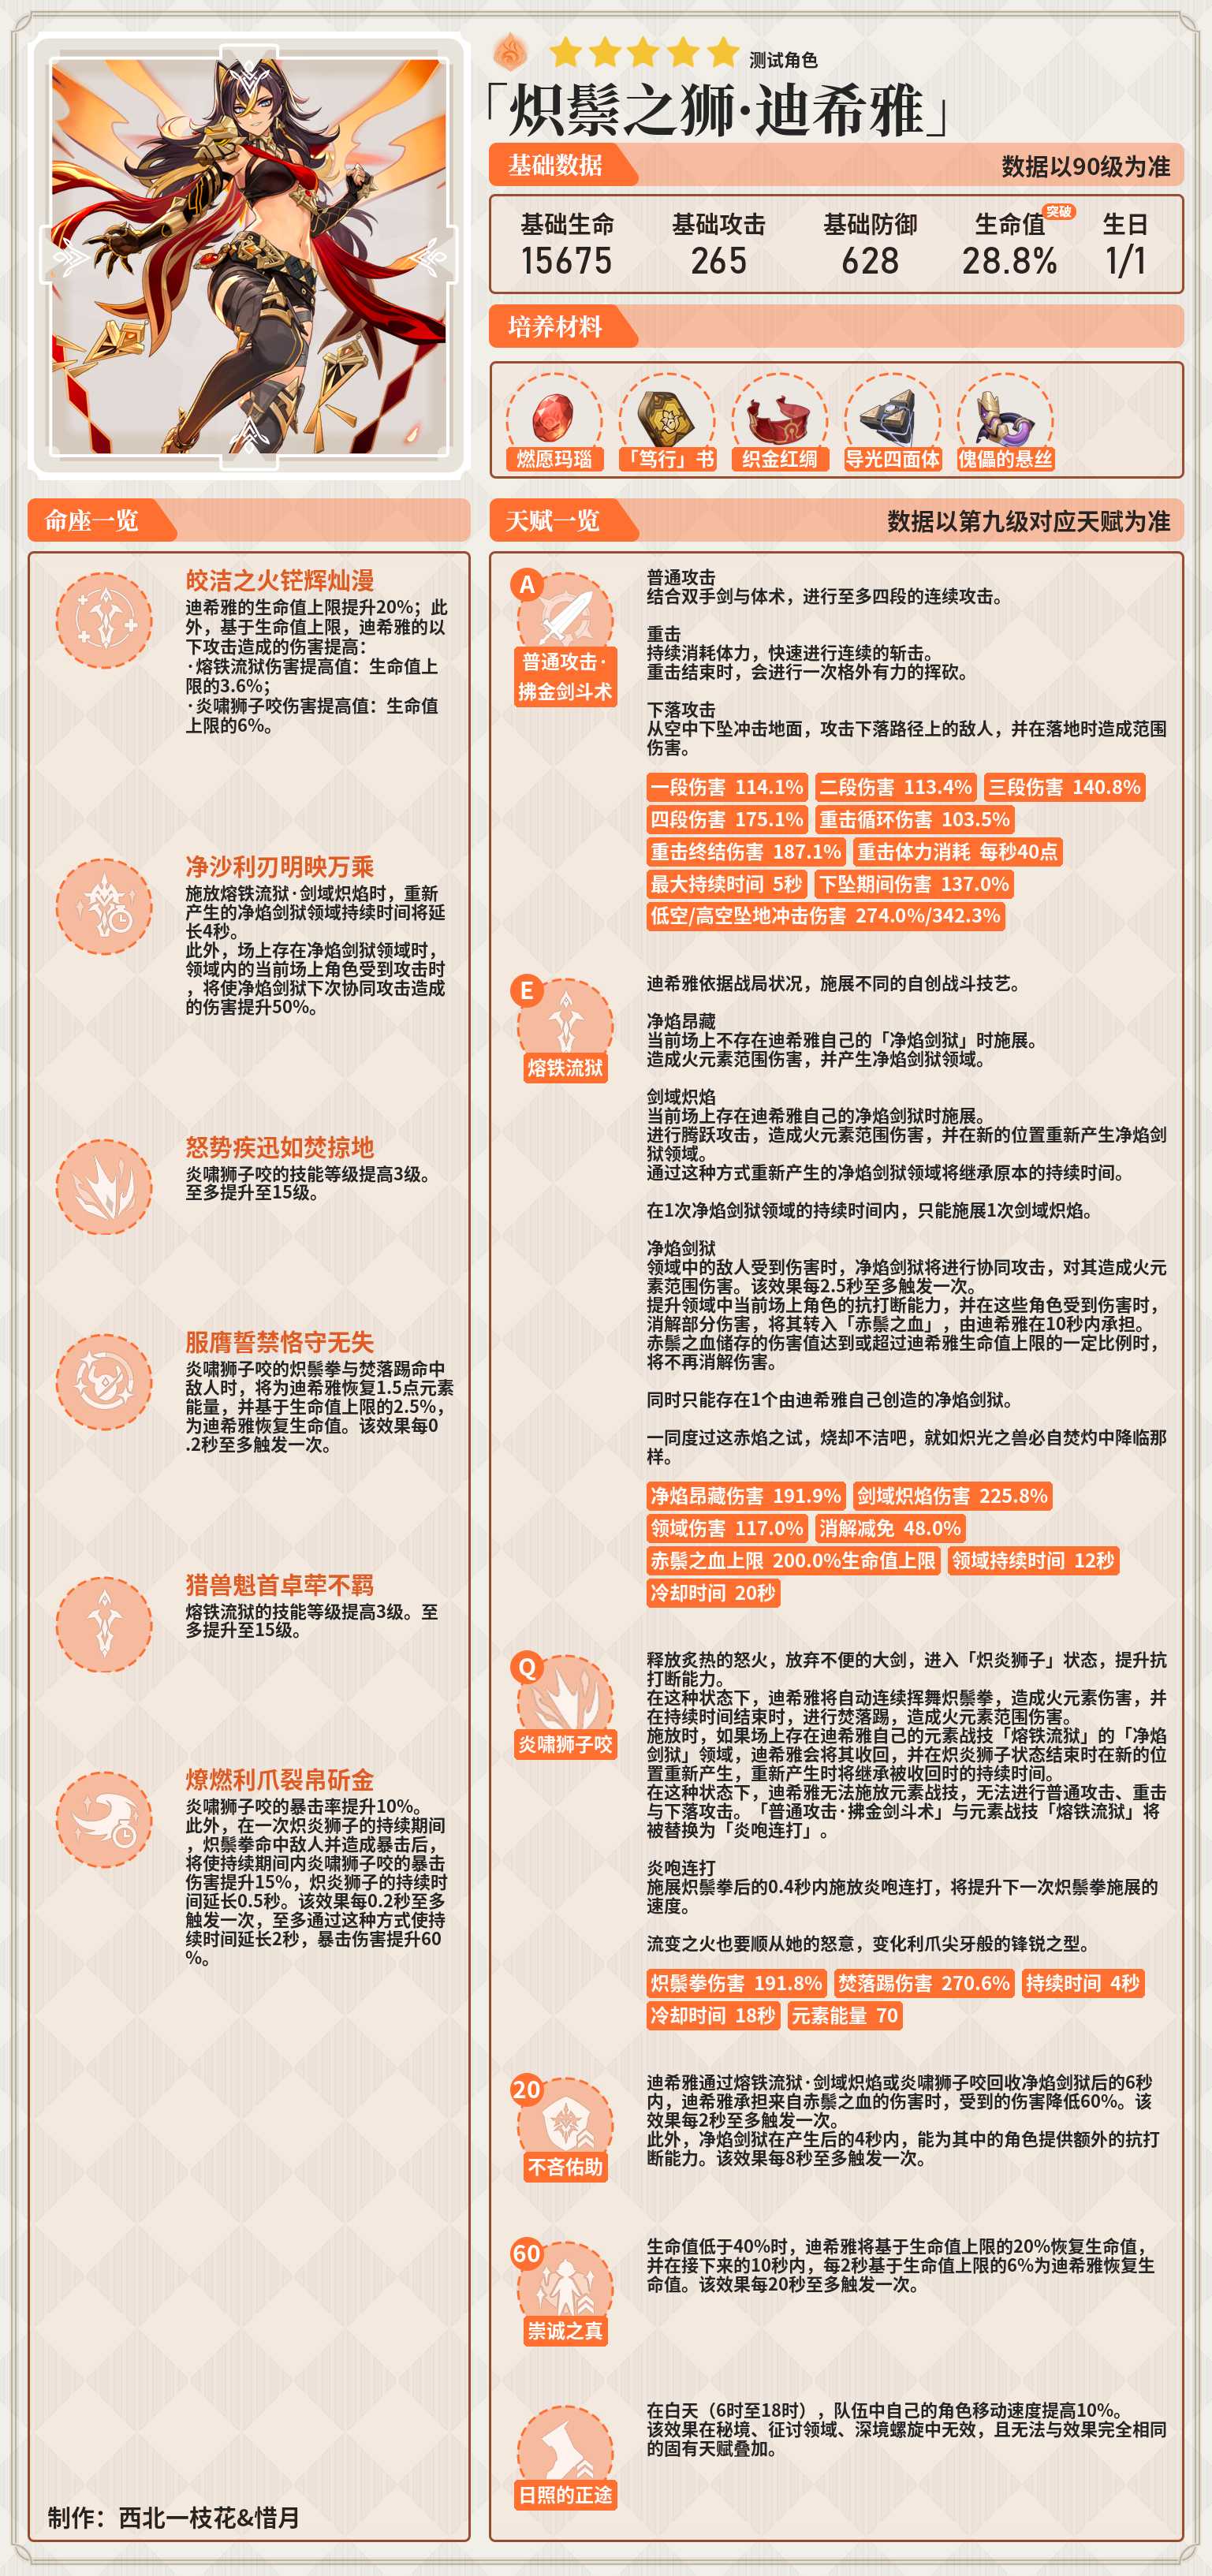 测试角色
「炽鬃之狮·迪希雅」
基础数据
数据以90级为准
基础生命
15675
基础攻击
265
基础防御
628
生命值
突破
28.8%
生日
1/1
培养材料
燃愿玛瑙
「笃行」书
织金红绸
导光四面体
傀儡的悬丝
命座一览
皎洁之火铓辉灿漫
迪希雅的生命值上限提升20%；此
外，基于生命值上限，迪希雅的以
下攻击造成的伤害提高：
·熔铁流狱伤害提高值：生命值上
限的3.6%；
·炎啸狮子咬伤害提高值：生命值
上限的6%。
净沙利刃明映万乘
施放熔铁流狱·剑域炽焰时，重新
产生的净焰剑狱领域持续时间将延
长4秒。
此外，场上存在净焰剑狱领域时，
领域内的当前场上角色受到攻击时
，将使净焰剑狱下次协同攻击造成
的伤害提升50%。
怒势疾迅如焚掠地
炎啸狮子咬的技能等级提高3级。
至多提升至15级。
服膺誓禁恪守无失
炎啸狮子咬的炽鬃拳与焚落踢命中
敌人时，将为迪希雅恢复1.5点元素
能量，并基于生命值上限的2.5%，
为迪希雅恢复生命值。该效果每0
.2秒至多触发一次。
猎兽魁首卓荦不羁
熔铁流狱的技能等级提高3级。至
多提升至15级。
燎燃利爪裂帛斫金
炎啸狮子咬的暴击率提升10%。
此外，在一次炽炎狮子的持续期间
，炽鬃拳命中敌人并造成暴击后，
将使持续期间内炎啸狮子咬的暴击
伤害提升15%，炽炎狮子的持续时
间延长0.5秒。该效果每0.2秒至多
触发一次，至多通过这种方式使持
续时间延长2秒，暴击伤害提升60
%。
制作：西北一枝花&惜月
天赋一览
数据以第九级对应天赋为准
A
普通攻击·
拂金剑斗术
普通攻击
结合双手剑与体术，进行至多四段的连续攻击。
重击
持续消耗体力，快速进行连续的斩击。
重击结束时，会进行一次格外有力的挥砍。
下落攻击
从空中下坠冲击地面，攻击下落路径上的敌人，并在落地时造成范围
伤害。
一段伤害 114.1% 二段伤害 113.4% 三段伤害 140.8%
四段伤害 175.1% 重击循环伤害 103.5%
重击终结伤害 187.1% 重击体力消耗 每秒40点
最大持续时间 5秒 下坠期间伤害 137.0%
低空/高空坠地冲击伤害 274.0%/342.3%
E
熔铁流狱
迪希雅依据战局状况，施展不同的自创战斗技艺。
净焰昂藏
当前场上不存在迪希雅自己的「净焰剑狱」时施展。
造成火元素范围伤害，并产生净焰剑狱领域。
剑域炽焰
当前场上存在迪希雅自己的净焰剑狱时施展。
进行腾跃攻击，造成火元素范围伤害，并在新的位置重新产生净焰剑
狱领域。
通过这种方式重新产生的净焰剑狱领域将继承原本的持续时间。
在1次净焰剑狱领域的持续时间内，只能施展1次剑域炽焰。
净焰剑狱
领域中的敌人受到伤害时，净焰剑狱将进行协同攻击，对其造成火元
素范围伤害。该效果每2.5秒至多触发一次。
提升领域中当前场上角色的抗打断能力，并在这些角色受到伤害时，
消解部分伤害，将其转入「赤鬃之血」，由迪希雅在10秒内承担。
赤鬃之血储存的伤害值达到或超过迪希雅生命值上限的一定比例时，
将不再消解伤害。
同时只能存在1个由迪希雅自己创造的净焰剑狱。
一同度过这赤焰之试，烧却不洁吧，就如炽光之兽必自焚灼中降临那
样。
净焰昂藏伤害 191.9% 剑域炽焰伤害 225.8%
领域伤害 117.0% 消解减免 48.0%
赤鬃之血上限 200.0%生命值上限 领域持续时间 12秒
冷却时间 20秒
Q
炎啸狮子咬
释放炙热的怒火，放弃不便的大剑，进入「炽炎狮子」状态，提升抗
打断能力。
在这种状态下，迪希雅将自动连续挥舞炽鬃拳，造成火元素伤害，并
在持续时间结束时，进行焚落踢，造成火元素范围伤害。
施放时，如果场上存在迪希雅自己的元素战技「熔铁流狱」的「净焰
剑狱」领域，迪希雅会将其收回，并在炽炎狮子状态结束时在新的位
置重新产生，重新产生时将继承被收回时的持续时间。
在这种状态下，迪希雅无法施放元素战技，无法进行普通攻击、重击
与下落攻击。「普通攻击·拂金剑斗术」与元素战技「熔铁流狱」将
被替换为「炎咆连打」。
炎咆连打
施展炽鬃拳后的0.4秒内施放炎咆连打，将提升下一次炽鬃拳施展的
速度。
流变之火也要顺从她的怒意，变化利爪尖牙般的锋锐之型。
炽鬃拳伤害 191.8% 焚落踢伤害 270.6% 持续时间 4秒
冷却时间 18秒 元素能量 70
20
不吝佑助
迪希雅通过熔铁流狱·剑域炽焰或炎啸狮子咬回收净焰剑狱后的6秒
内，迪希雅承担来自赤鬃之血的伤害时，受到的伤害降低60%。该
效果每2秒至多触发一次。
此外，净焰剑狱在产生后的4秒内，能为其中的角色提供额外的抗打
断能力。该效果每8秒至多触发一次。
60
崇诚之真
生命值低于40%时，迪希雅将基于生命值上限的20%恢复生命值，
并在接下来的10秒内，每2秒基于生命值上限的6%为迪希雅恢复生
命值。该效果每20秒至多触发一次。
日照的正途
在白天（6时至18时），队伍中自己的角色移动速度提高10%。
该效果在秘境、征讨领域、深境螺旋中无效，且无法与效果完全相同
的固有天赋叠加。